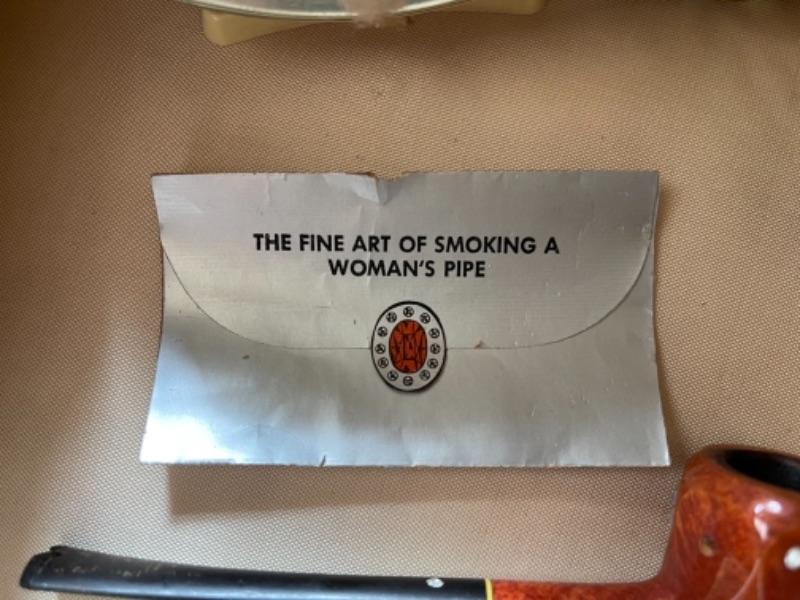 THE FINE ART OF SMOKING A
WOMAN'S PIPE